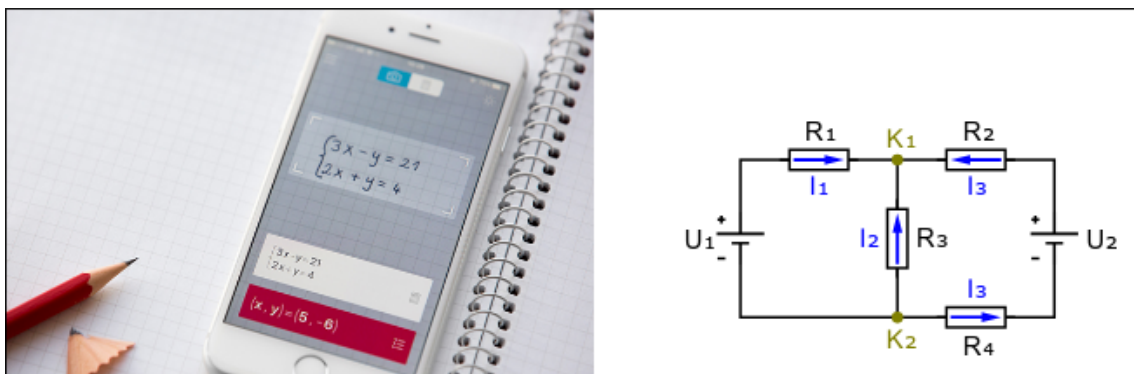 3x - y = 21
2x + y = 4
3x-y=21
2x+y=4
(x, y)=(5, -6)
R1
K1
R2
I1
I3
+
+
U1
I2
R3
U2
-
-
I3
K2
R4